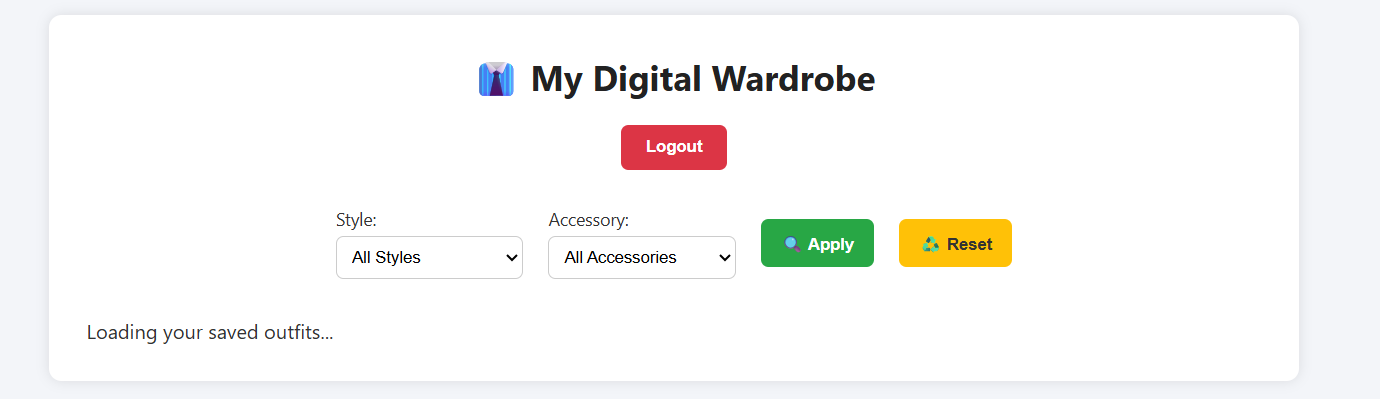 My Digital Wardrobe
Logout
Style: Accessory:
All Styles All Accessories Apply Reset
Loading your saved outfits...